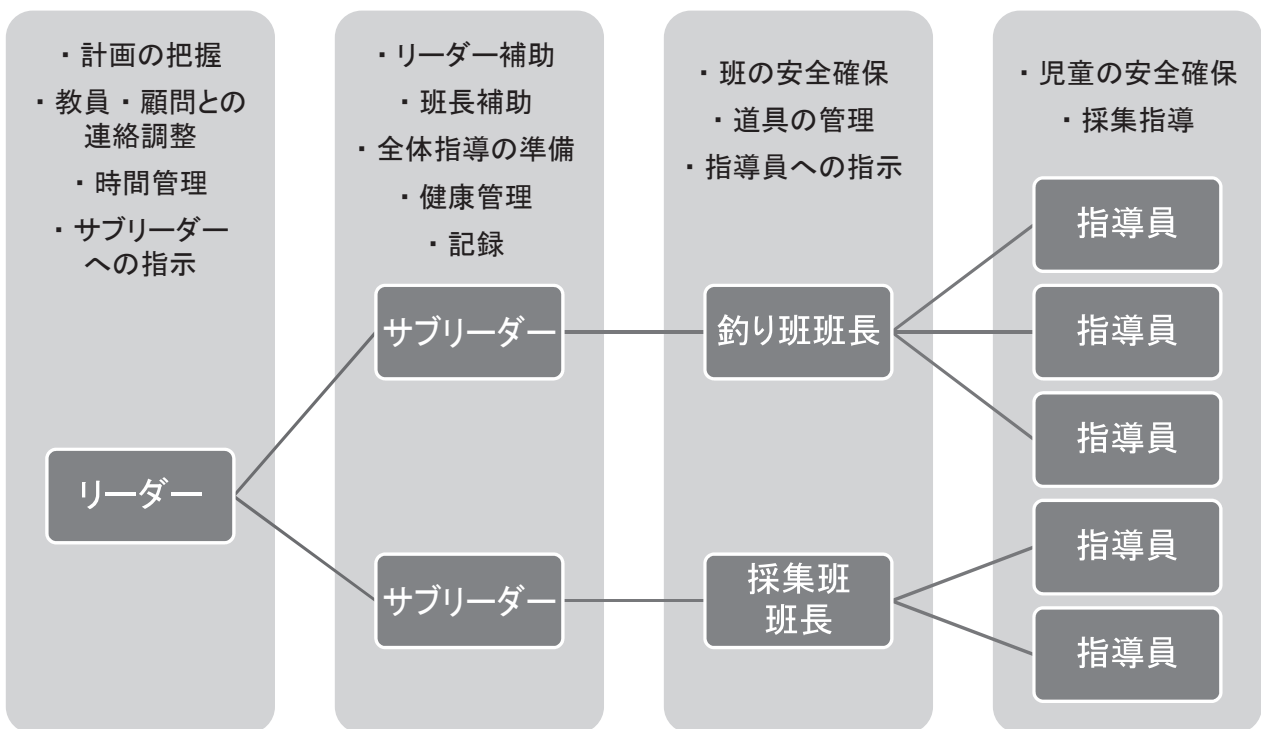 ・計画の把握
・教員・顧問との
連絡調整
・時間管理
・サブリーダー
への指示
リーダー
・リーダー補助
・班長補助
・全体指導の準備
・健康管理
・記録
サブリーダー
サブリーダー
・班の安全確保
・道具の管理
・指導員への指示
釣り班班長
採集班
班長
・児童の安全確保
・採集指導
指導員
指導員
指導員
指導員
指導員